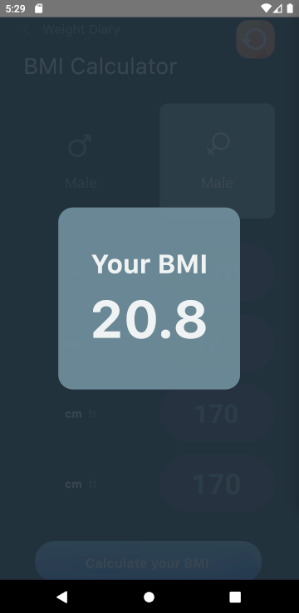 5:29
Weight Diary
BMI Calculator
Male
Male
Your BMI
20.8
cm ft
170
cm ft
170
Calculate your BMI